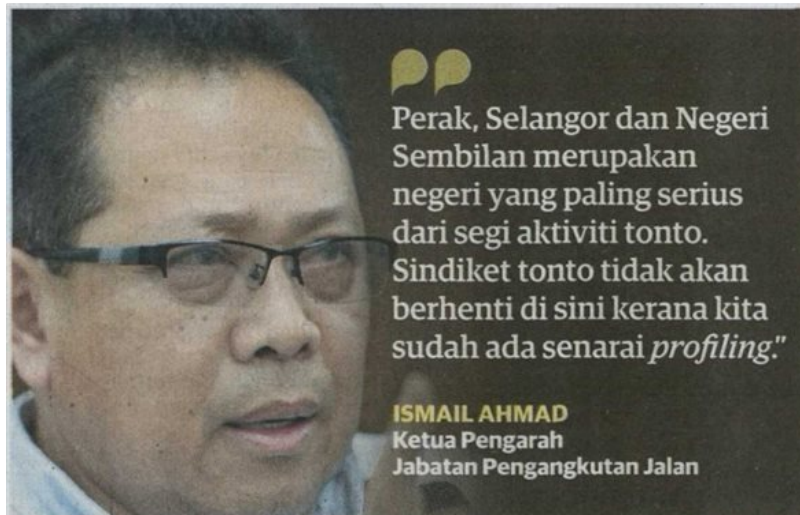 Perak, Selangor dan Negeri
Sembilan merupakan
negeri yang paling serius
dari segi aktiviti tonto.
Sindiket tonto tidak akan
berhenti di sini kerana kita
sudah ada senarai profiling."
ISMAIL AHMAD
Ketua Pengarah
Jabatan Pengangkutan Jalan